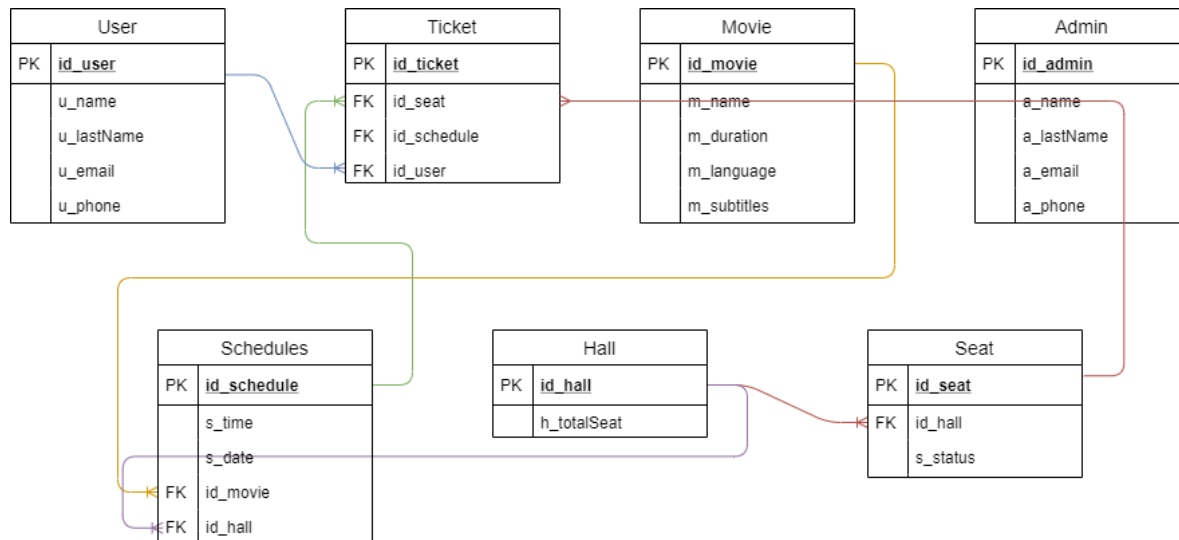 User
PK id_user
u_name
u_lastName
u_email
u_phone
Ticket
PK id_ticket
FK id_seat
FK id_schedule
FK id_user
Movie
PK id_movie
m_name
m_duration
m_language
m_subtitles
Admin
PK id_admin
a_name
a_lastName
a_email
a_phone
Schedules
PK id_schedule
s_time
s_date
FK id_movie
FK id_hall
Hall
PK id_hall
h_totalSeat
Seat
PK id_seat
FK id_hall
s_status